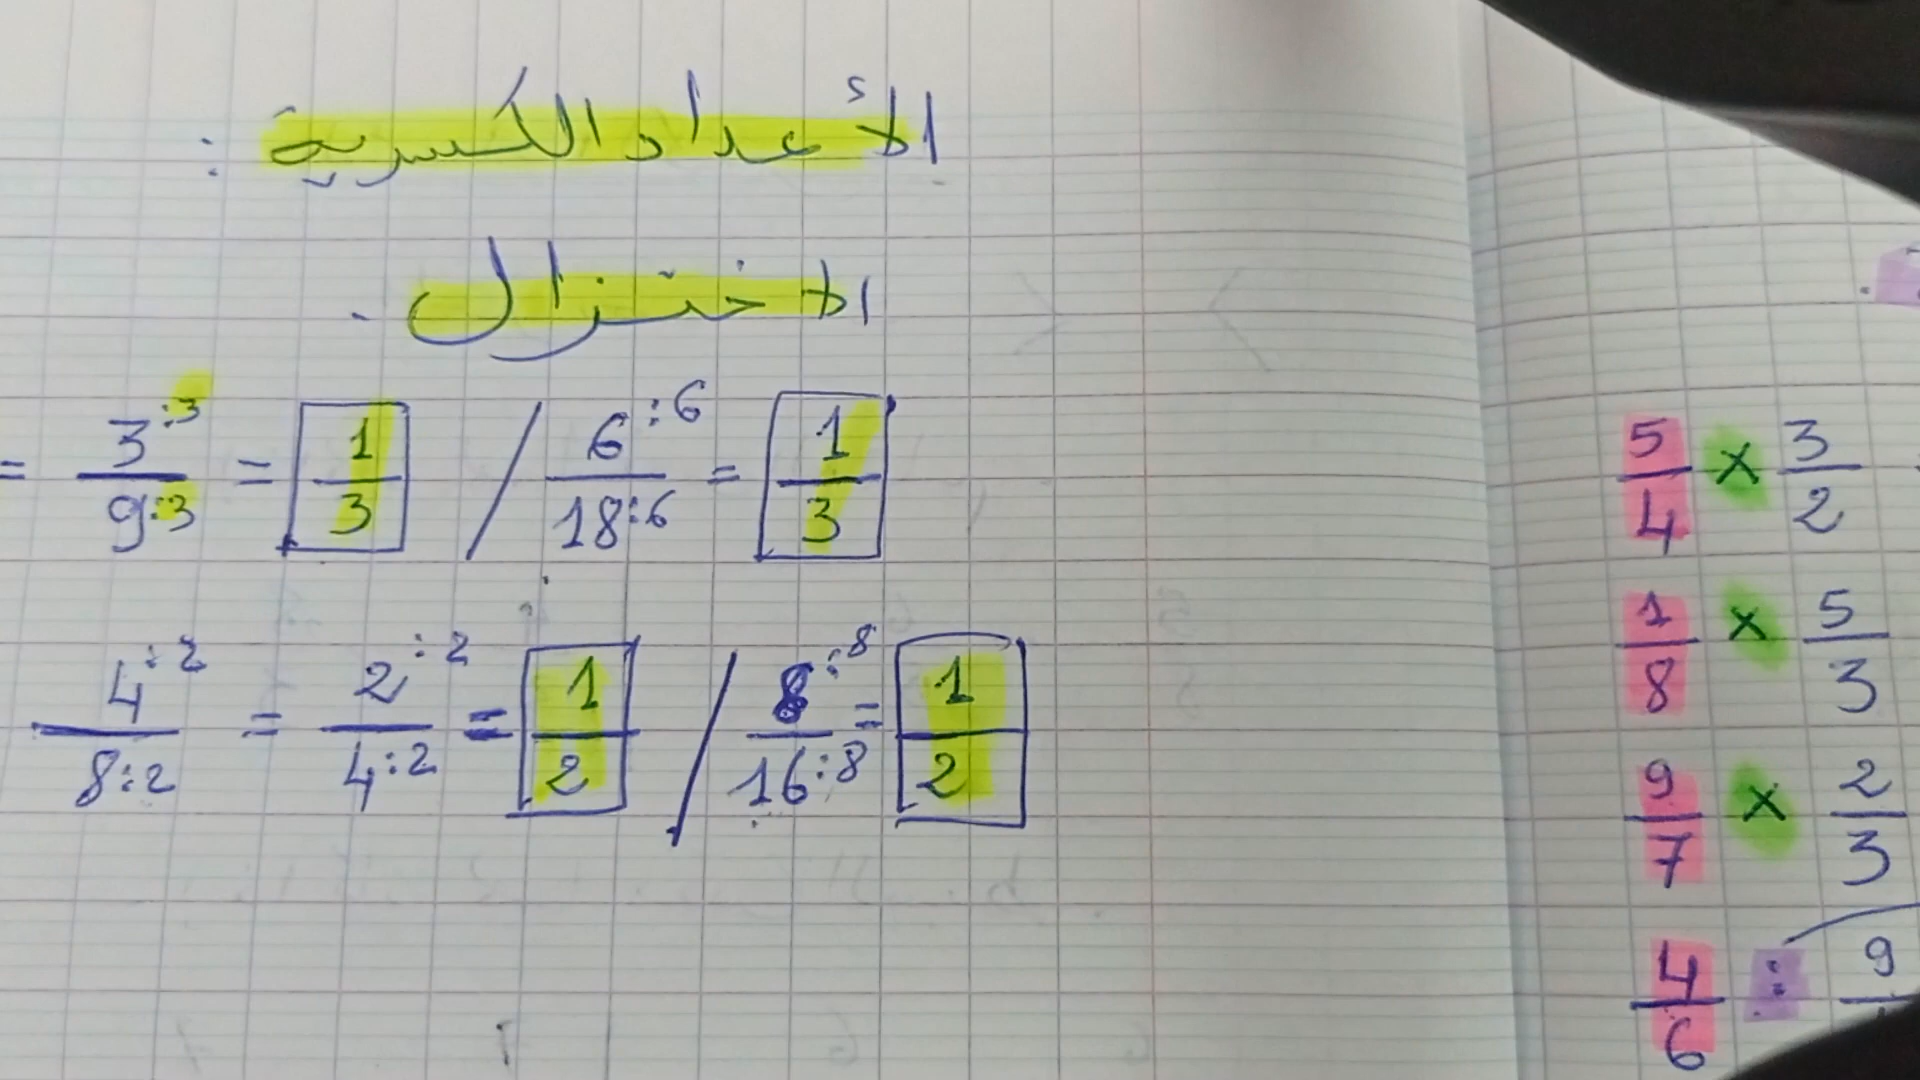 الأعداد الكسرية :
الاختزال .
= 3:3/9:3 = 1/3 / 6:6/18:6 = 1/3
4:2/8:2 = 2:2/4:2 = 1/2 / 8:8/16:8 = 1/2
5/4 × 3/2
1/8 × 5/3
9/7 × 2/3
4/6 : 9